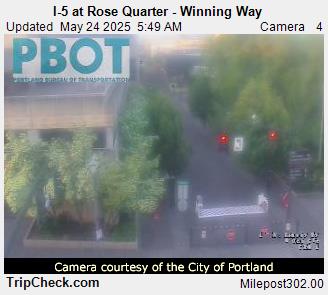 I-5 at Rose Quarter - Winning Way
Updated May 24 2025 5:49 AM Camera 4
PBOT
PORTLAND BUREAU OF TRANSPORTATION
Camera courtesy of the City of Portland
TripCheck.com Milepost302.00